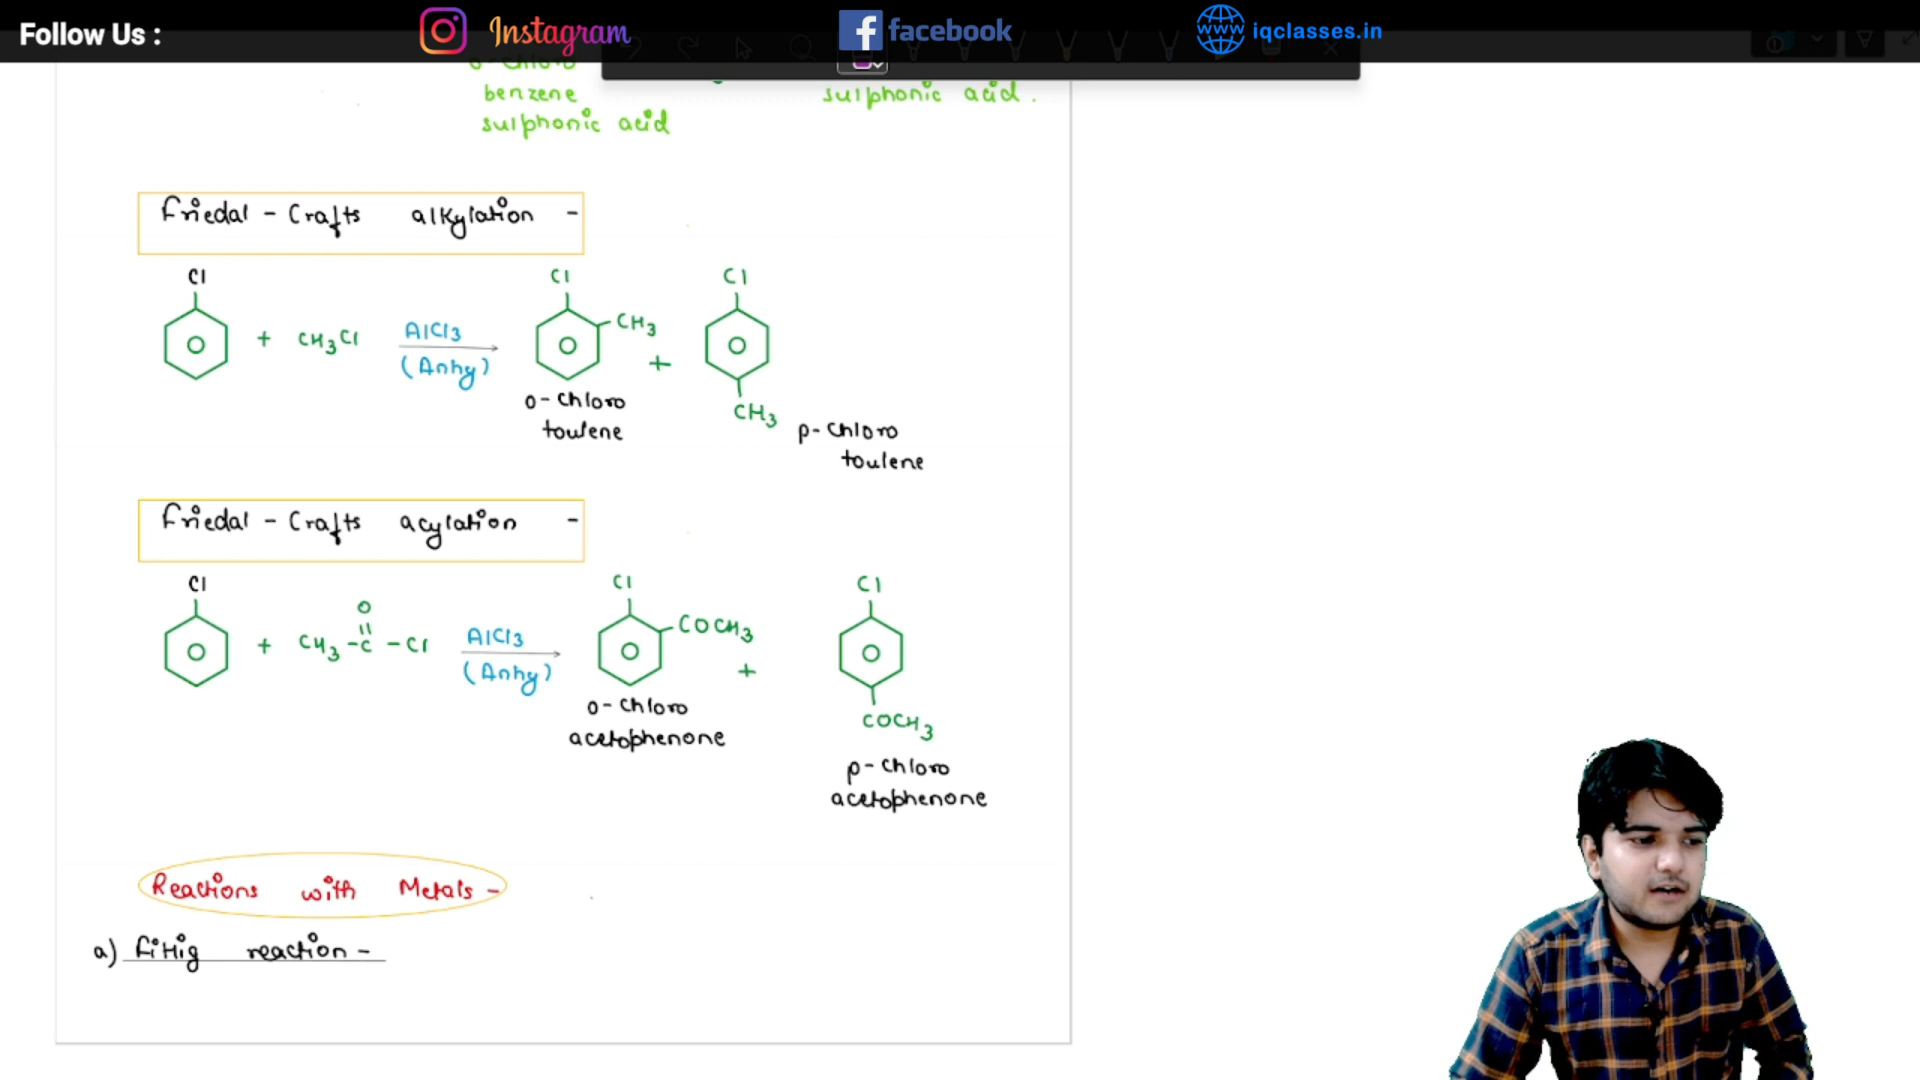 Follow Us :
Instagram
facebook
www iqclasses.in
o- chloro
benzene
sulphonic acid
sulphonic acid .
Friedal - Crafts alkylation -
Cl
+ CH3Cl
AlCl3
(Anhy)
Cl
CH3
+
Cl
CH3
o- chloro
toulene
p- chloro
toulene
Friedal - Crafts acylation -
Cl
+ CH3 - C - Cl
O
AlCl3
(Anhy)
Cl
COCH3
+
Cl
COCH3
o- chloro
acetophenone
p- chloro
acetophenone
Reactions with Metals -
a) Fittig reaction -